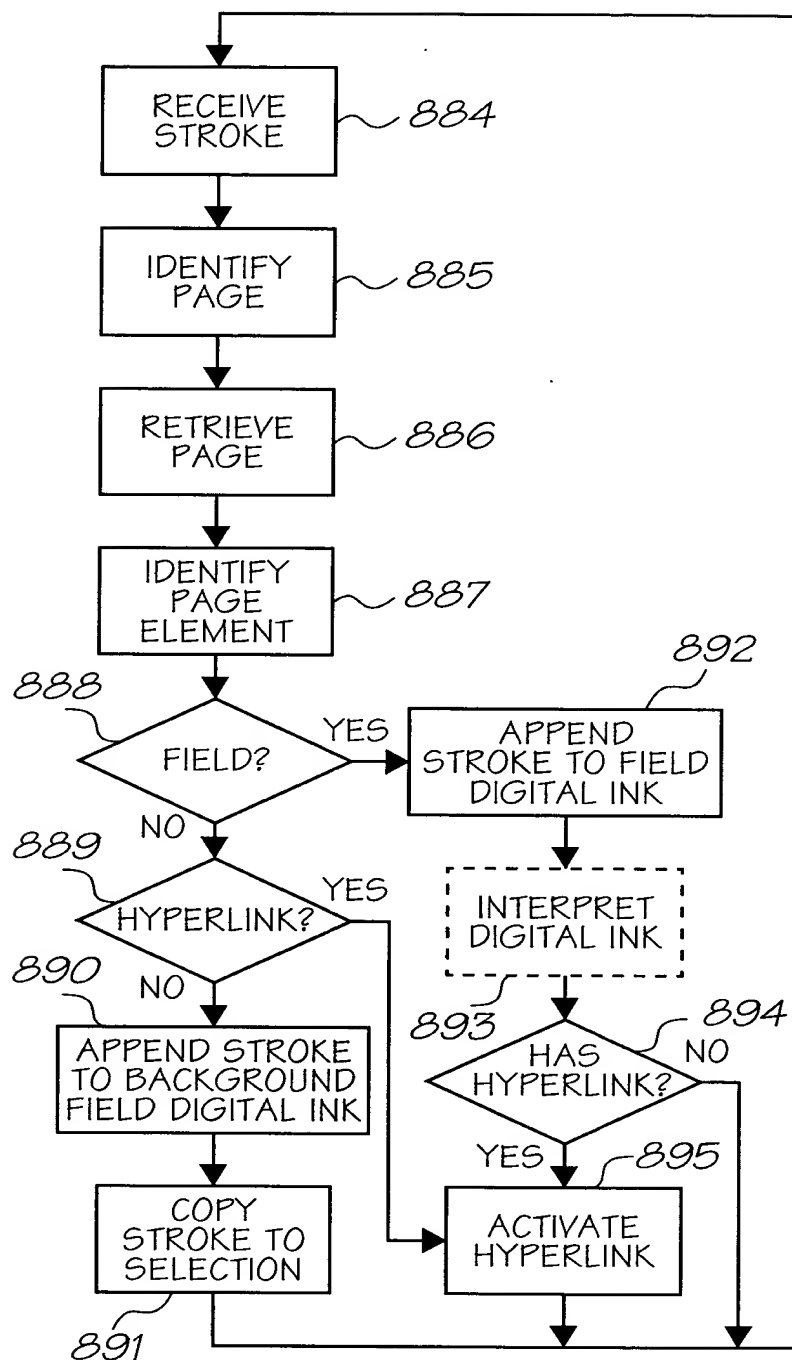 RECEIVE
STROKE
884
IDENTIFY
PAGE
885
RETRIEVE
PAGE
886
IDENTIFY
PAGE
ELEMENT
887
888
FIELD?
YES
NO
892
APPEND
STROKE TO FIELD
DIGITAL INK
889
HYPERLINK?
YES
NO
INTERPRET
DIGITAL INK
893
890
APPEND STROKE
TO BACKGROUND
FIELD DIGITAL INK
894
HAS
HYPERLINK?
NO
YES
COPY
STROKE TO
SELECTION
891
895
ACTIVATE
HYPERLINK